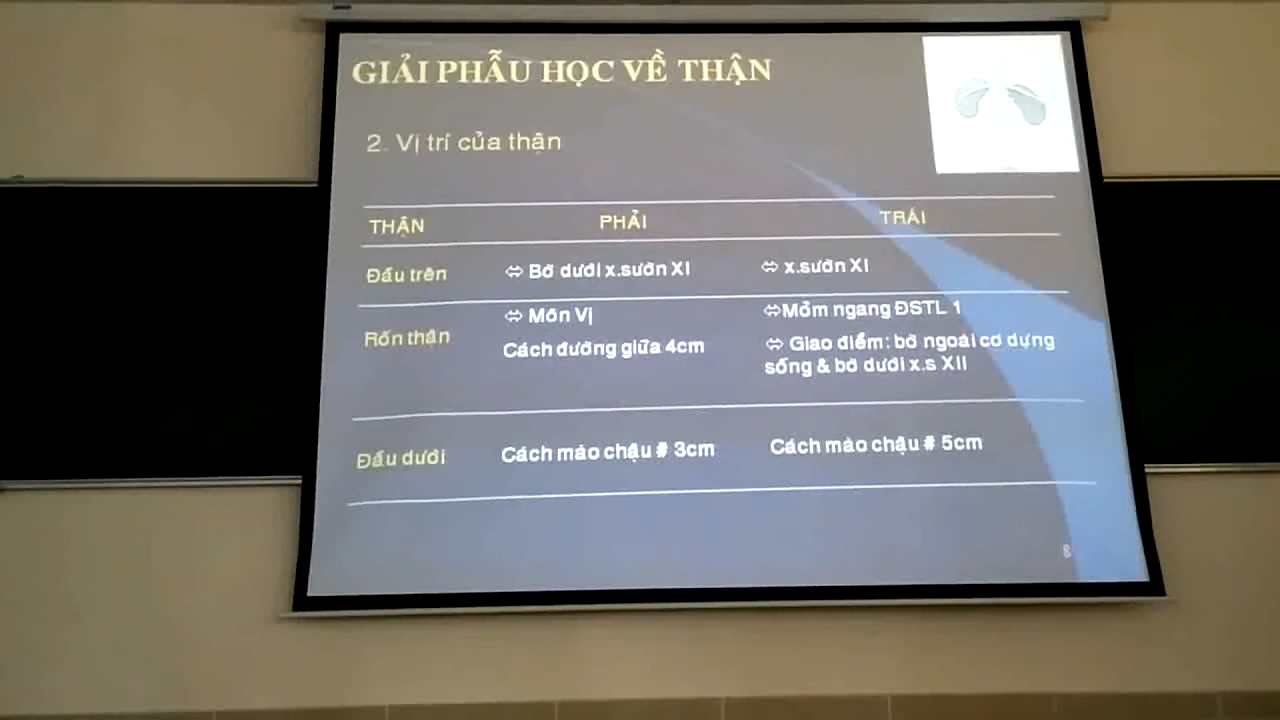 GIẢI PHẪU HỌC VỀ THẬN
2. Vị trí của thận
THẬN PHẢI TRÁI
Đầu trên ⬄ Bờ dưới x.sườn XI ⬄ x.sườn XI
Rốn thận ⬄ Môn Vị ⬄Mỏm ngang ĐSTL 1
Cách đường giữa 4cm ⬄ Giao điểm: bờ ngoài cơ dựng
sống & bờ dưới x.s XII
Đầu dưới Cách mào chậu # 3cm Cách mào chậu # 5cm
8